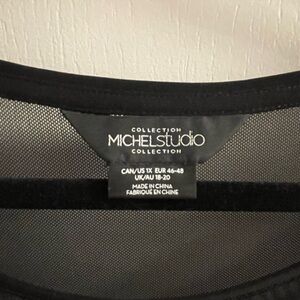 COLLECTION
MICHELstudio
COLLECTION
CAN/US 1X EUR 46-48
UK/AU 18-20
MADE IN CHINA
FABRIQUÉ EN CHINE